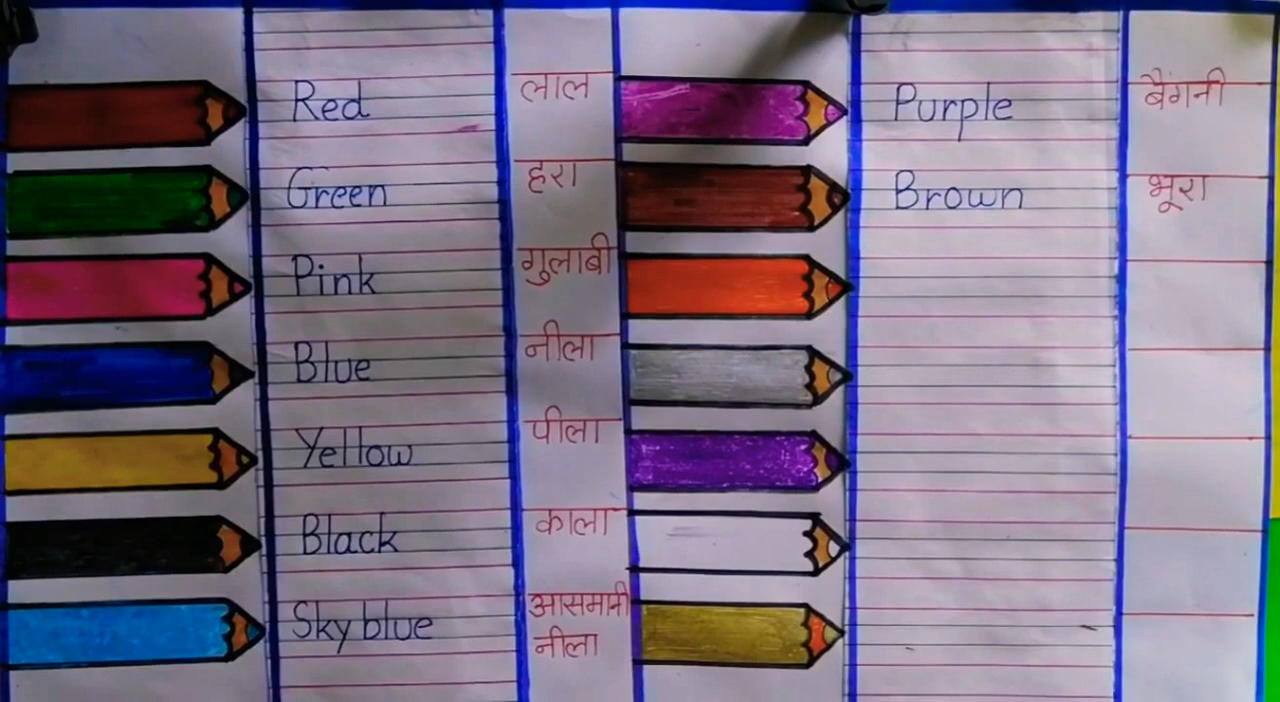 Red लाल
Green हरा
Pink गुलाबी
Blue नीला
Yellow पीला
Black काला
Sky blue आसमानी
नीला
Purple बैंगनी
Brown भूरा